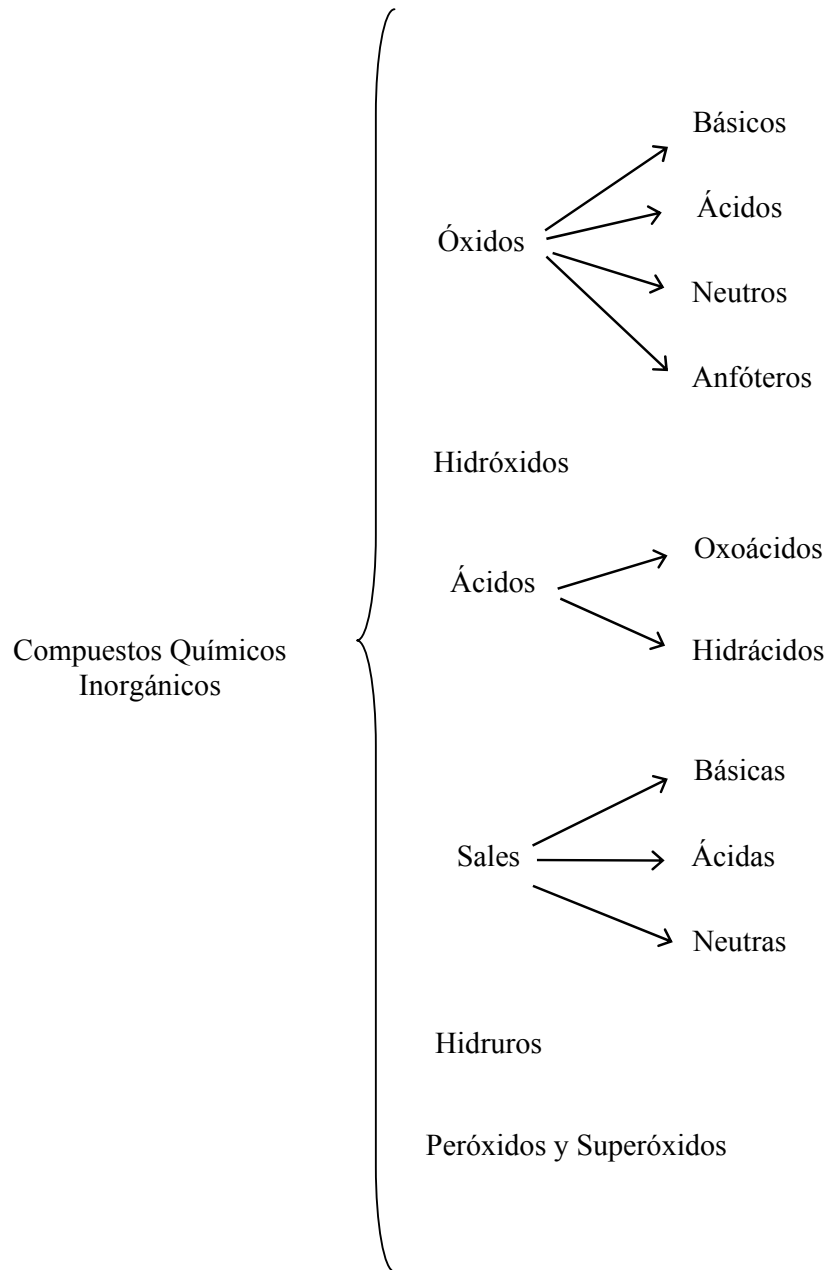 Básicos
Ácidos
Óxidos
Neutros
Anfóteros
Hidróxidos
Oxoácidos
Ácidos
Compuestos Químicos
Inorgánicos
Hidrácidos
Básicas
Sales
Ácidas
Neutras
Hidruros
Peróxidos y Superóxidos